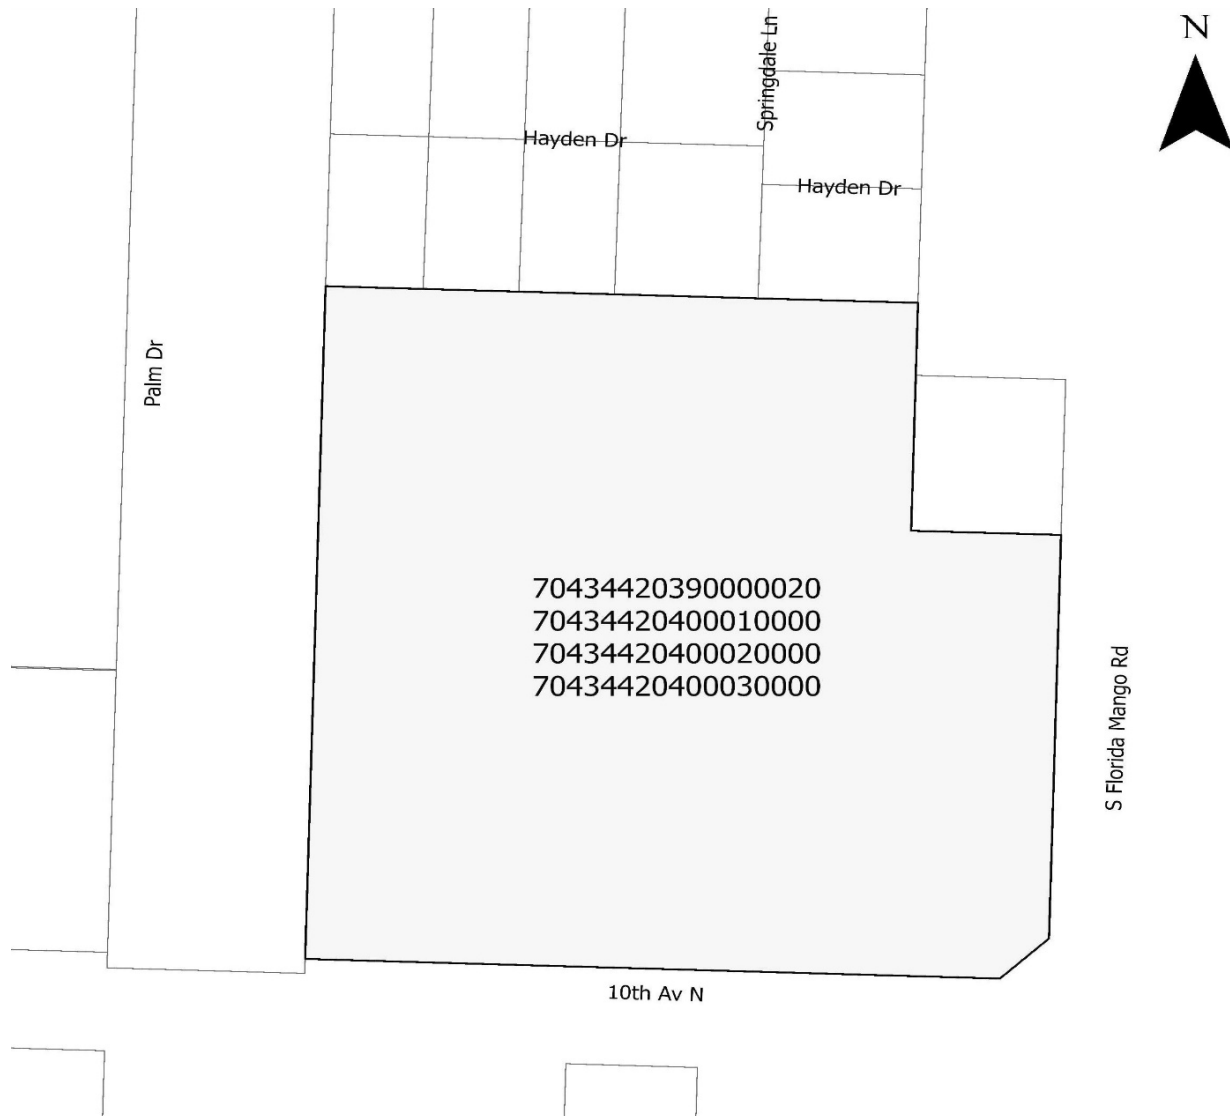 N
Springdale Ln
Hayden Dr
Hayden Dr
Palm Dr
70434420390000020
70434420400010000
70434420400020000
70434420400030000
S Florida Mango Rd
10th Av N